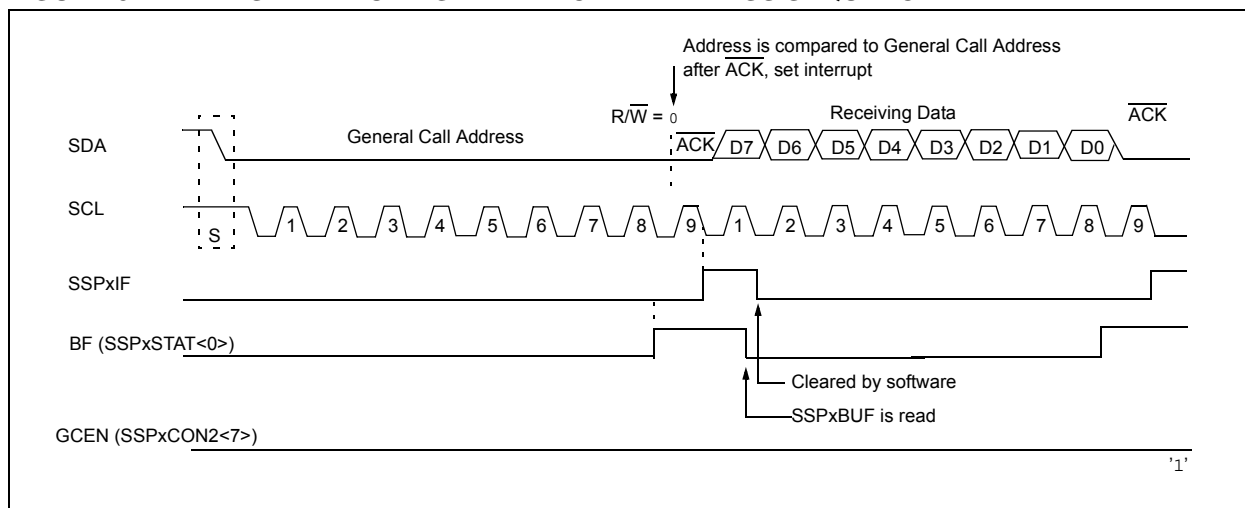 Address is compared to General Call Address
after ACK, set interrupt
R/W = 0
Receiving Data
ACK
SDA
General Call Address
ACK
D7 D6 D5 D4 D3 D2 D1 D0
SCL
S
1 2 3 4 5 6 7 8 9 1 2 3 4 5 6 7 8 9
SSPxIF
BF (SSPxSTAT<0>)
Cleared by software
SSPxBUF is read
GCEN (SSPxCON2<7>)
’1’